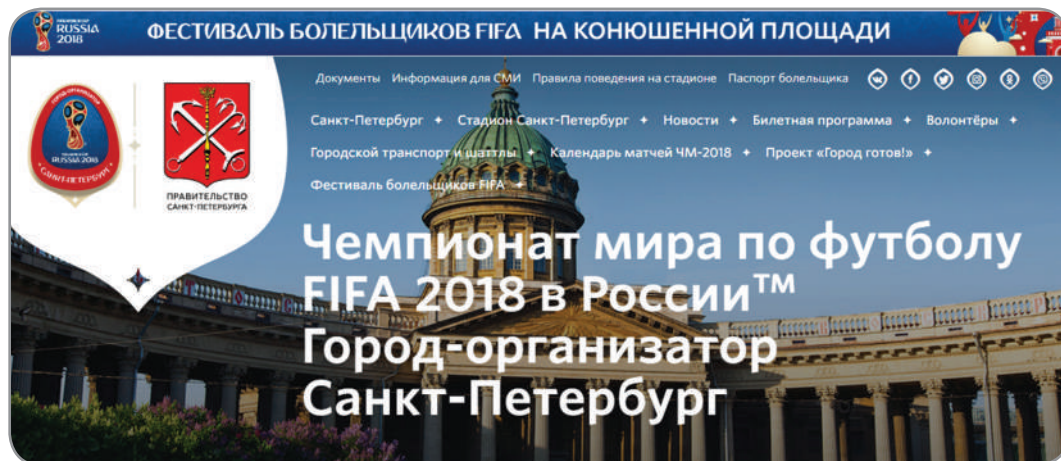 RUSSIA
2018
ФЕСТИВАЛЬ БОЛЕЛЬЩИКОВ FIFA НА КОНЮШЕННОЙ ПЛОЩАДИ
Документы Информация для СМИ Правила поведения на стадионе Паспорт болельщика
Санкт-Петербург + Стадион Санкт-Петербург + Новости + Билетная программа + Волонтёры +
Городской транспорт и шаттлы + Календарь матчей ЧМ-2018 + Проект «Город готов!» +
Фестиваль болельщиков FIFA +
ГОРОД-ОРГАНИЗАТОР
RUSSIA 2018
САНКТ-ПЕТЕРБУРГ
ПРАВИТЕЛЬСТВО
САНКТ-ПЕТЕРБУРГА
Чемпионат мира по футболу
FIFA 2018 в России™
Город-организатор
Санкт-Петербург